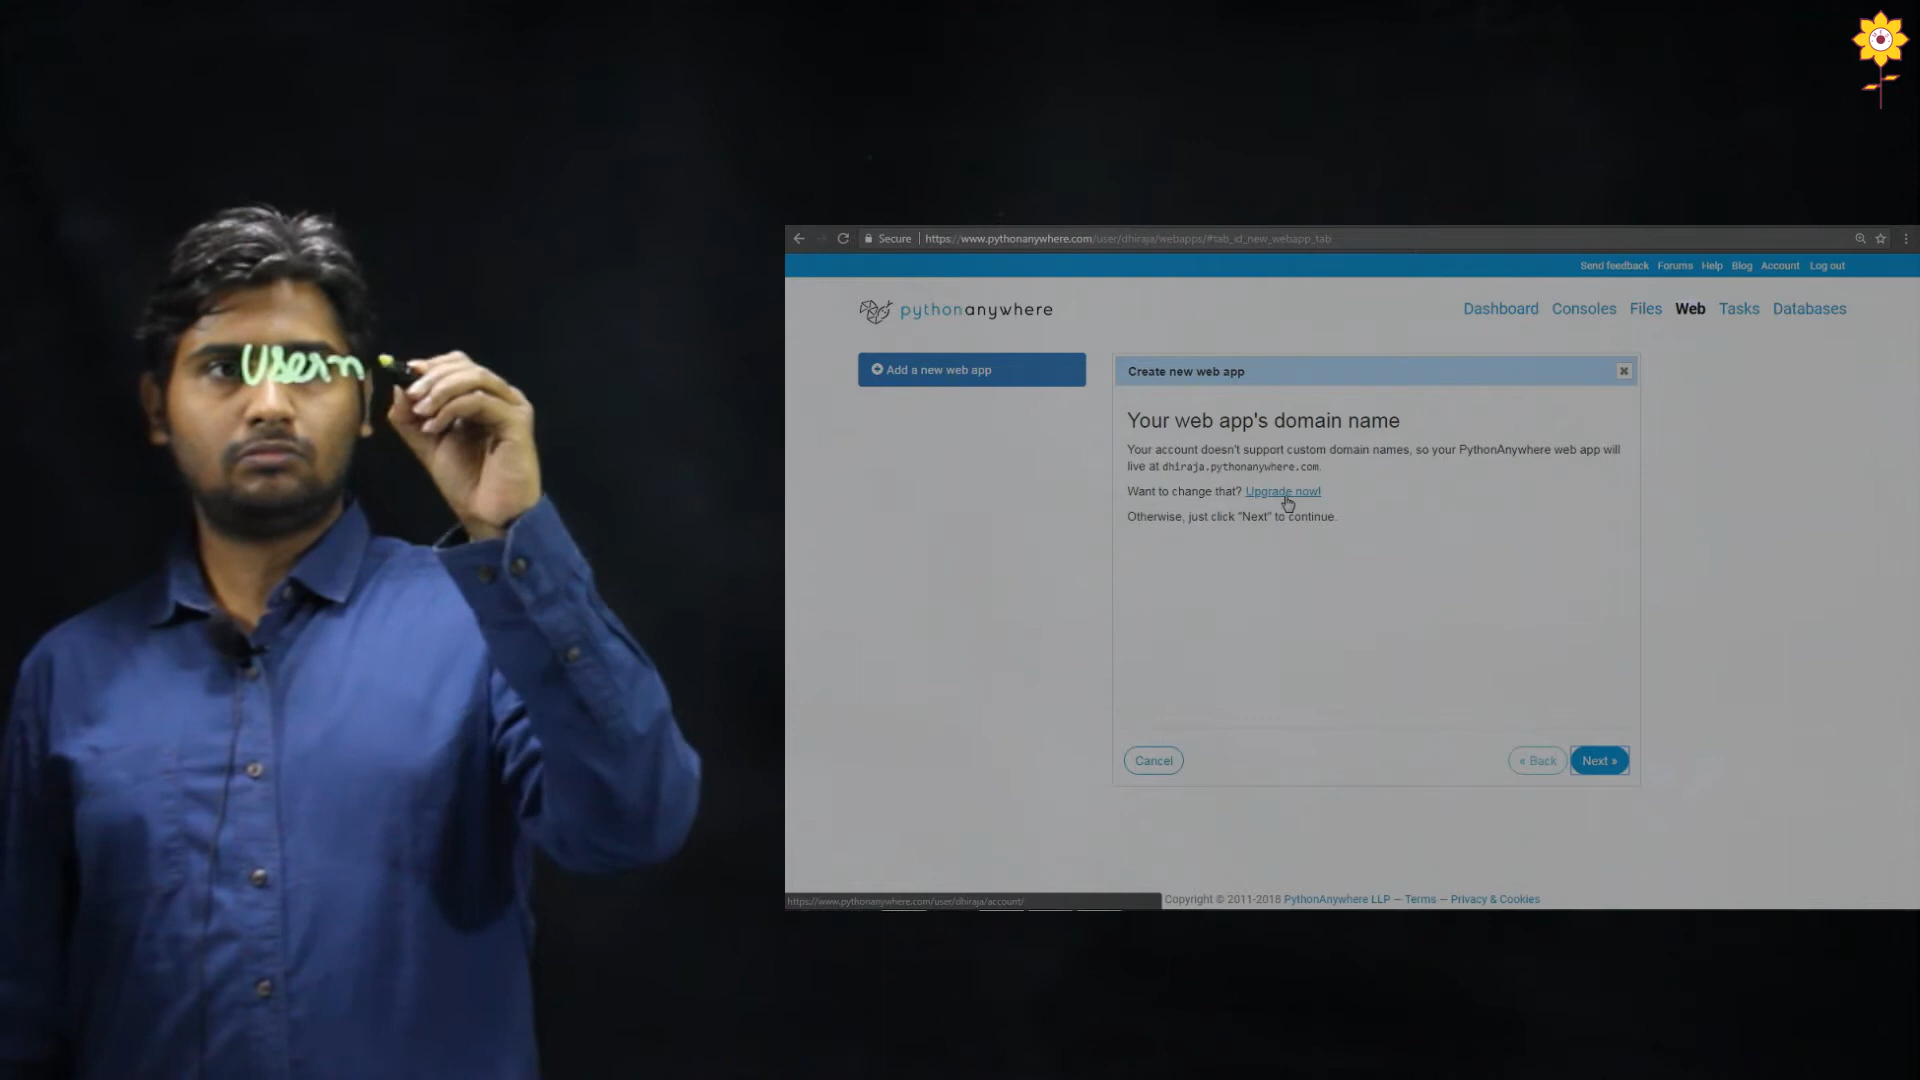 Secure https://www.pythonanywhere.com/user/dhiraja/webapps/#tab_id_new_webapp_tab
Send feedback Forums Help Blog Account Log out
pythonanywhere
Dashboard Consoles Files Web Tasks Databases
Usern
Add a new web app
Create new web app
Your web app's domain name
Your account doesn't support custom domain names, so your PythonAnywhere web app will
live at dhiraja.pythonanywhere.com.
Want to change that? Upgrade now!
Otherwise, just click "Next" to continue.
Cancel
« Back
Next »
https://www.pythonanywhere.com/user/dhiraja/account/
Copyright © 2011-2018 PythonAnywhere LLP — Terms — Privacy & Cookies